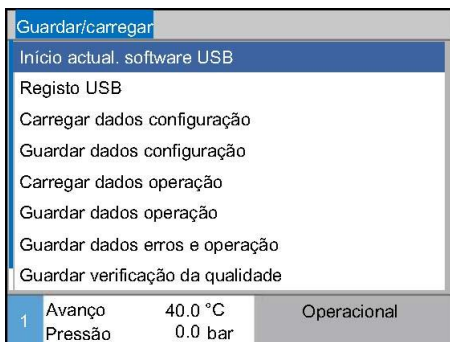 Guardar/carregar
Início actual. software USB
Registo USB
Carregar dados configuração
Guardar dados configuração
Carregar dados operação
Guardar dados operação
Guardar dados erros e operação
Guardar verificação da qualidade
1 Avanço 40.0 °C Operacional
Pressão 0.0 bar